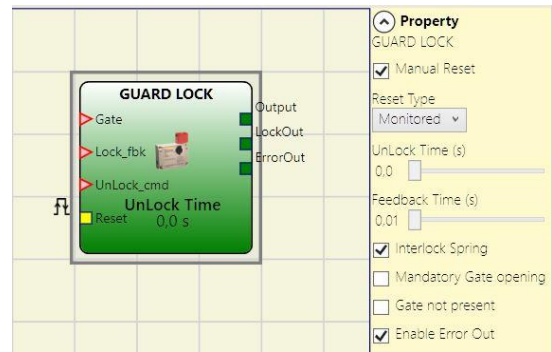 GUARD LOCK
Gate
Output
LockOut
Lock_fbk
ErrorOut
UnLock_cmd
UnLock Time
Reset
0,0 s
Property
GUARD LOCK
Manual Reset
Reset Type
Monitored
UnLock Time (s)
0,0
Feedback Time (s)
0,01
Interlock Spring
Mandatory Gate opening
Gate not present
Enable Error Out